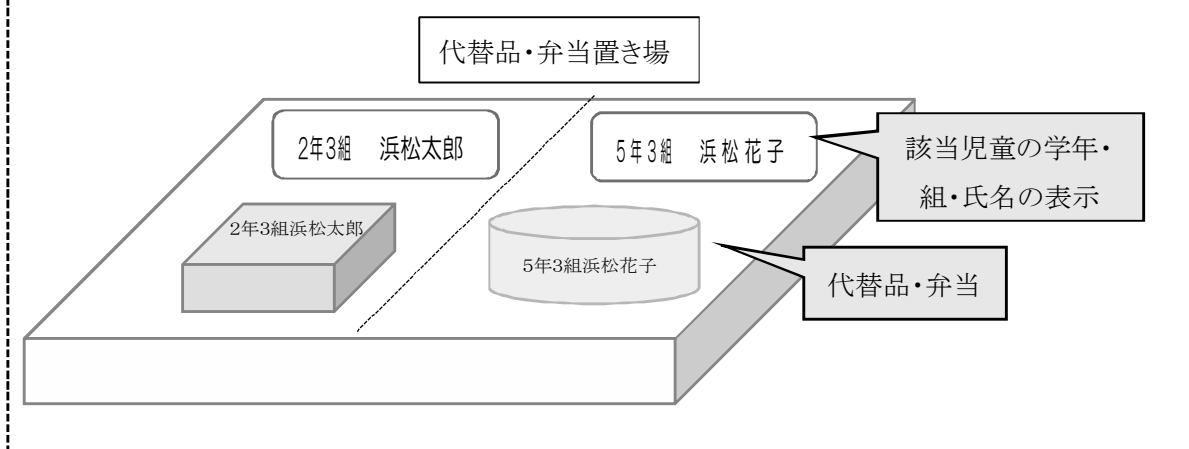 代替品・弁当置き場
2年3組　浜松太郎
5年3組　浜松花子
該当児童の学年・
組・氏名の表示
2年3組浜松太郎
5年3組浜松花子
代替品・弁当